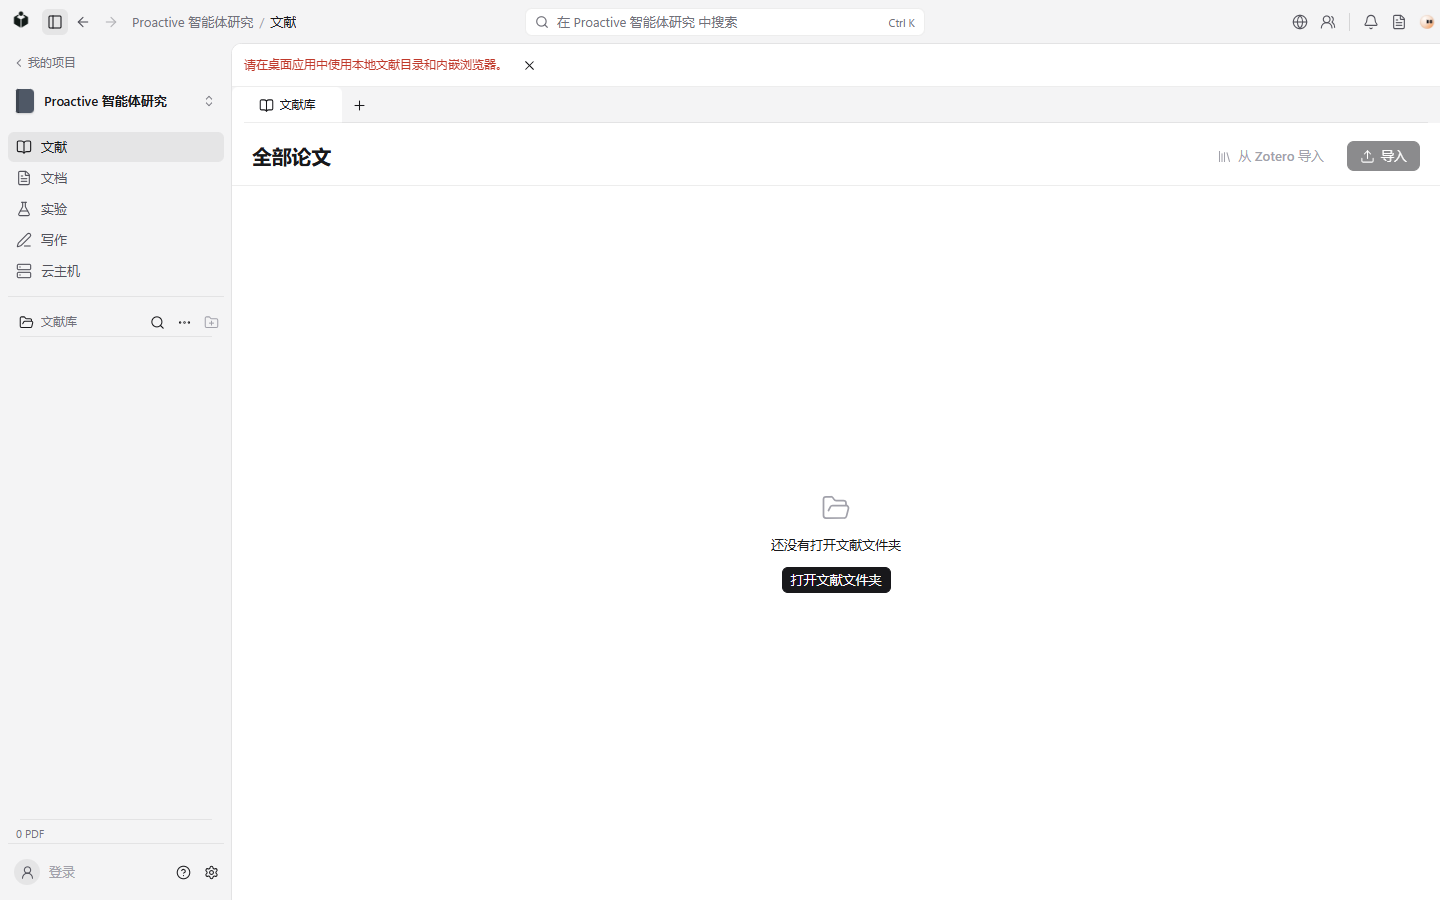 Proactive 智能体研究 / 文献
在 Proactive 智能体研究 中搜索
Ctrl K
我的项目
Proactive 智能体研究
文献
文档
实验
写作
云主机
文献库
0 PDF
登录
请在桌面应用中使用本地文献目录和内嵌浏览器。
文献库
全部论文
从 Zotero 导入
导入
还没有打开文献文件夹
打开文献文件夹